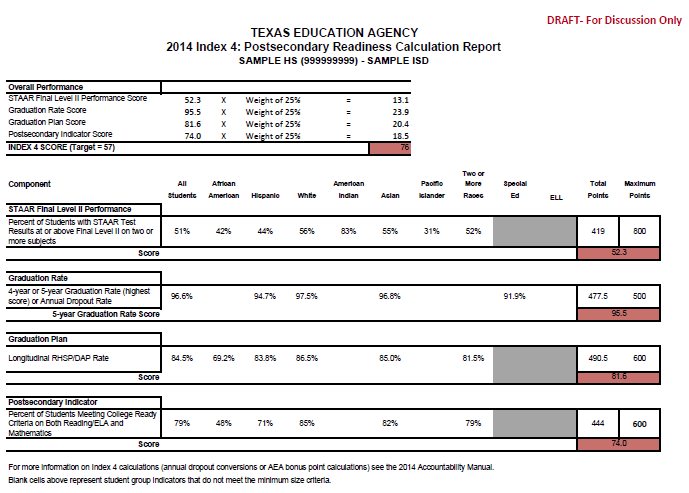 DRAFT- For Discussion Only
TEXAS EDUCATION AGENCY
2014 Index 4: Postsecondary Readiness Calculation Report
SAMPLE HS (999999999) - SAMPLE ISD
Overall Performance
STAAR Final Level II Performance Score 52.3 X Weight of 25% = 13.1
Graduation Rate Score 95.5 X Weight of 25% = 23.9
Graduation Plan Score 81.6 X Weight of 25% = 20.4
Postsecondary Indicator Score 74.0 X Weight of 25% = 18.5
INDEX 4 SCORE (Target = 57) 76
Component All Students African American Hispanic White American Indian Asian Pacific Islander Two or More Races Special Ed ELL Total Points Maximum Points
STAAR Final Level II Performance
Percent of Students with STAAR Test
Results at or above Final Level II on two or 51% 42% 44% 56% 83% 55% 31% 52% 419 800
more subjects
Score 52.3
Graduation Rate
4-year or 5-year Graduation Rate (highest 96.6% 94.7% 97.5% 96.8% 91.9% 477.5 500
score) or Annual Dropout Rate
5-year Graduation Rate Score 95.5
Graduation Plan
Longitudinal RHSP/DAP Rate 84.5% 69.2% 83.8% 86.5% 85.0% 81.5% 490.5 600
Score 81.6
Postsecondary Indicator
Percent of Students Meeting College Ready
Criteria on Both Reading/ELA and 79% 48% 71% 85% 82% 79% 444 600
Mathematics
Score 74.0
For more information on Index 4 calculations (annual dropout conversions or AEA bonus point calculations) see the 2014 Accountability Manual.
Blank cells above represent student group indicators that do not meet the minimum size criteria.